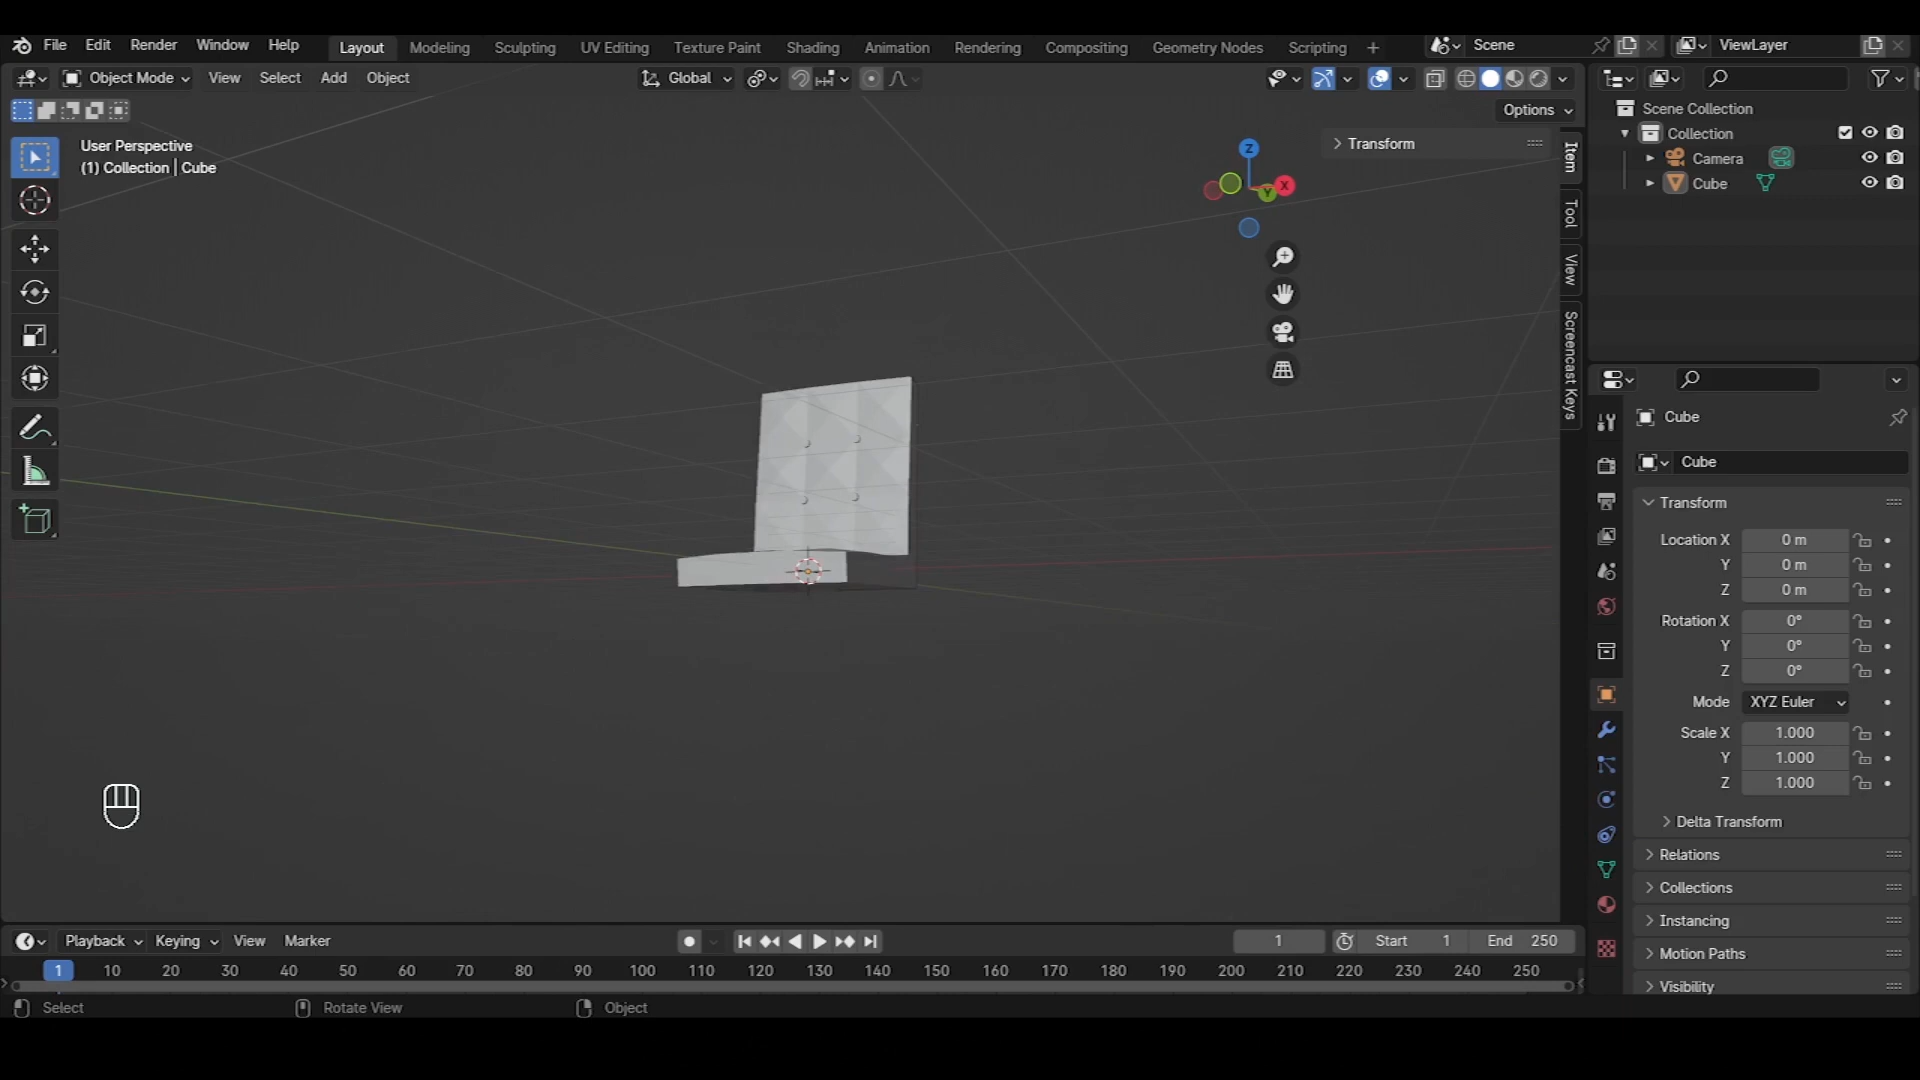 File Edit Render Window Help Layout Modeling Sculpting UV Editing Texture Paint Shading Animation Rendering Compositing Geometry Nodes Scripting + Scene ViewLayer
Object Mode View Select Add Object Global
Options
User Perspective
(1) Collection | Cube
Transform
Z
X
Y
Item
Tool
View
Screencast Keys
Scene Collection
Collection
Camera
Cube
Cube
Cube
Transform
Location X 0 m
Y 0 m
Z 0 m
Rotation X 0°
Y 0°
Z 0°
Mode XYZ Euler
Scale X 1.000
Y 1.000
Z 1.000
Delta Transform
Relations
Collections
Instancing
Motion Paths
Visibility
Playback Keying View Marker 1 Start 1 End 250
1 10 20 30 40 50 60 70 80 90 100 110 120 130 140 150 160 170 180 190 200 210 220 230 240 250
Select Rotate View Object